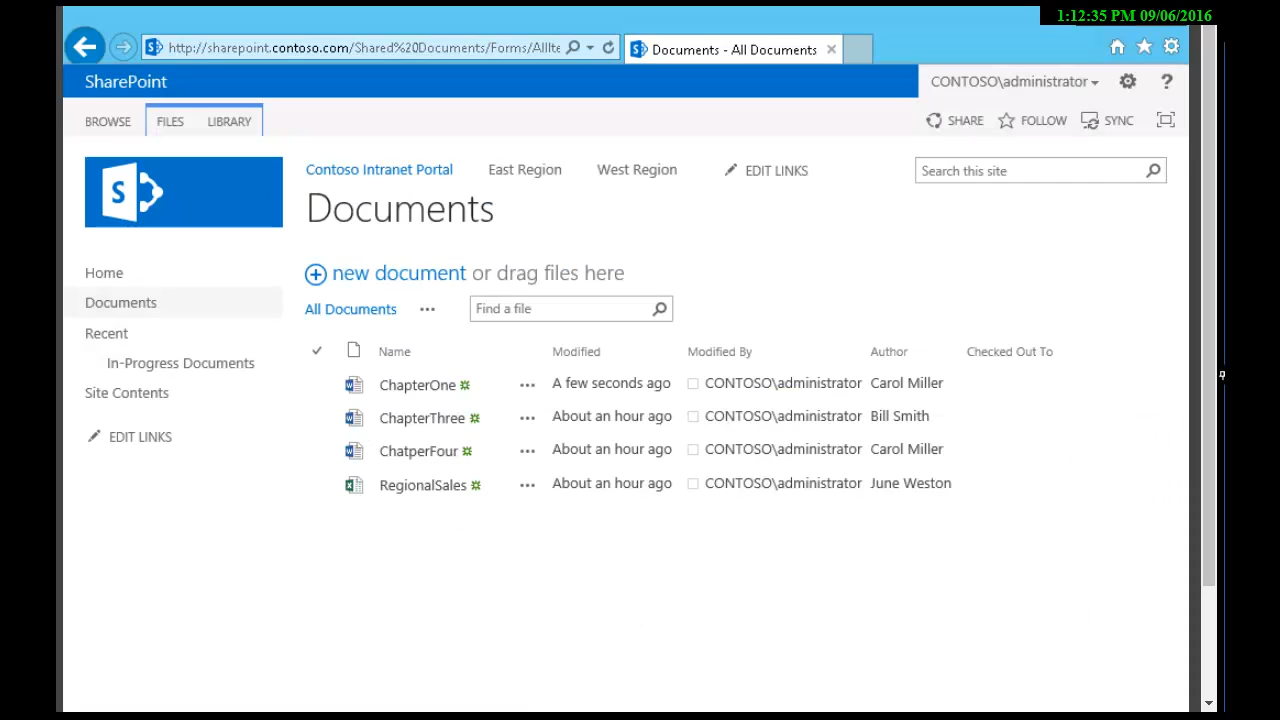 1:12:35 PM 09/06/2016
http://sharepoint.contoso.com/Shared%20Documents/Forms/AllIte
Documents - All Documents
SharePoint
CONTOSO\administrator
?
BROWSE FILES LIBRARY
SHARE FOLLOW SYNC
S
Contoso Intranet Portal East Region West Region EDIT LINKS
Search this site
Documents
Home
Documents
Recent
In-Progress Documents
Site Contents
EDIT LINKS
new document or drag files here
All Documents ... Find a file
Name Modified Modified By Author Checked Out To
ChapterOne ... A few seconds ago CONTOSO\administrator Carol Miller
ChapterThree ... About an hour ago CONTOSO\administrator Bill Smith
ChatperFour ... About an hour ago CONTOSO\administrator Carol Miller
RegionalSales ... About an hour ago CONTOSO\administrator June Weston